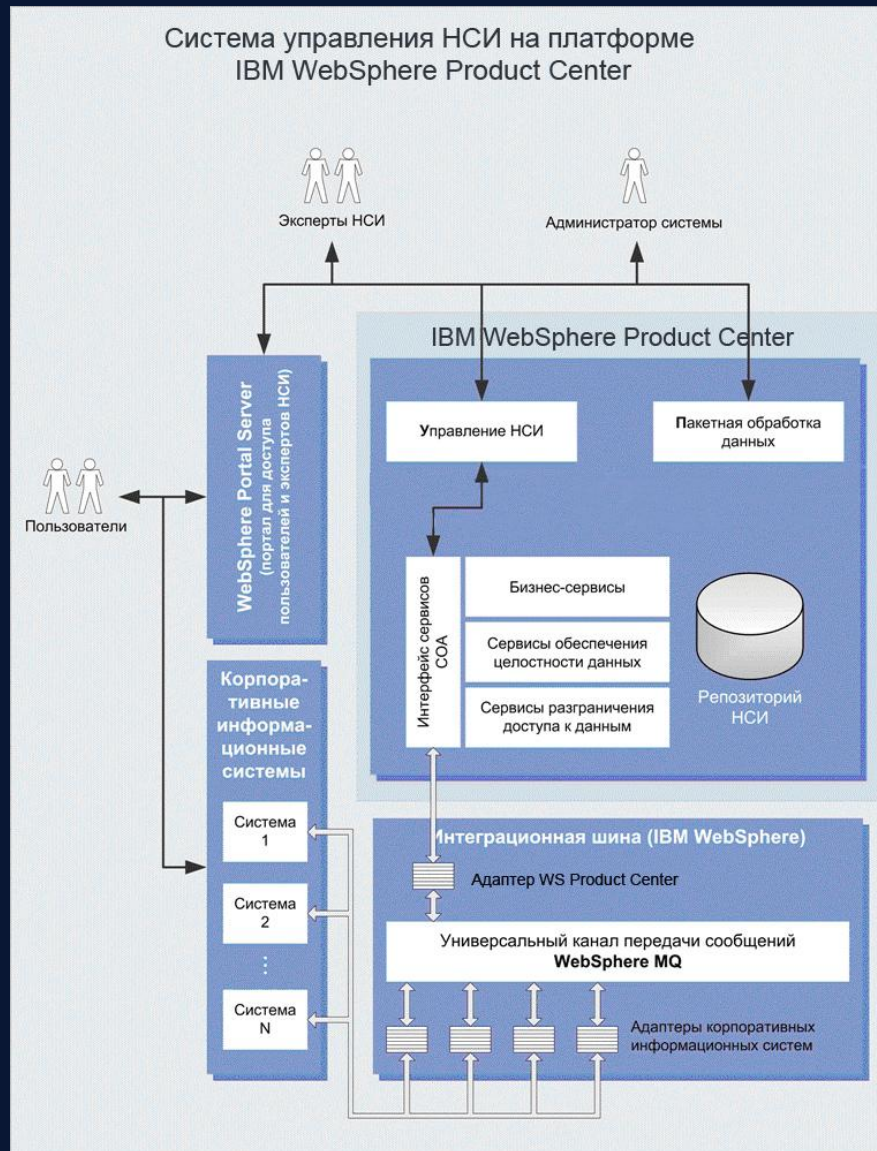 Система управления НСИ на платформе
IBM WebSphere Product Center
Эксперты НСИ
Администратор системы
IBM WebSphere Product Center
WebSphere Portal Server
(портал для доступа
пользователей и экспертов НСИ)
Управление НСИ
Пакетная обработка
данных
Пользователи
Интерфейс сервисов
СОА
Бизнес-сервисы
Сервисы обеспечения
целостности данных
Сервисы разграничения
доступа к данным
Репозиторий
НСИ
Корпора-
тивные
информа-
ционные
системы
Система
1
Система
2
...
Система
N
Интеграционная шина (IBM WebSphere)
Адаптер WS Product Center
Универсальный канал передачи сообщений
WebSphere MQ
Адаптеры корпоративных
информационных систем